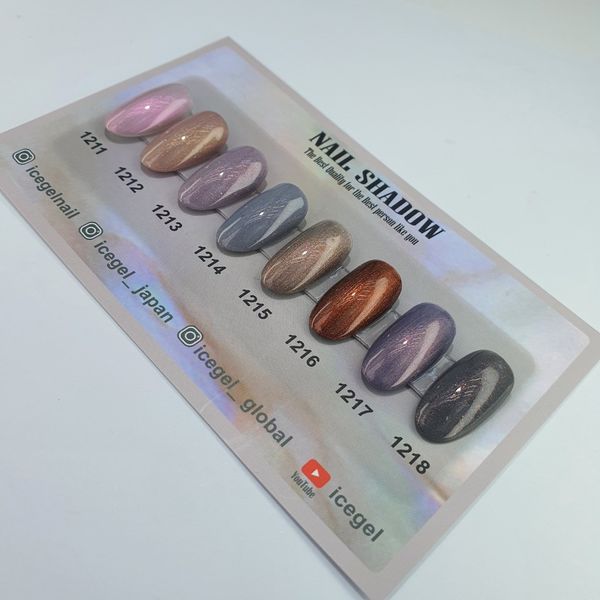 NAIL SHADOW
The Best Quality for the Best person like you
1211
1212
1213
1214
1215
1216
1217
1218
icegelnail
icegel_japan
icegel_global
YouTube
icegel